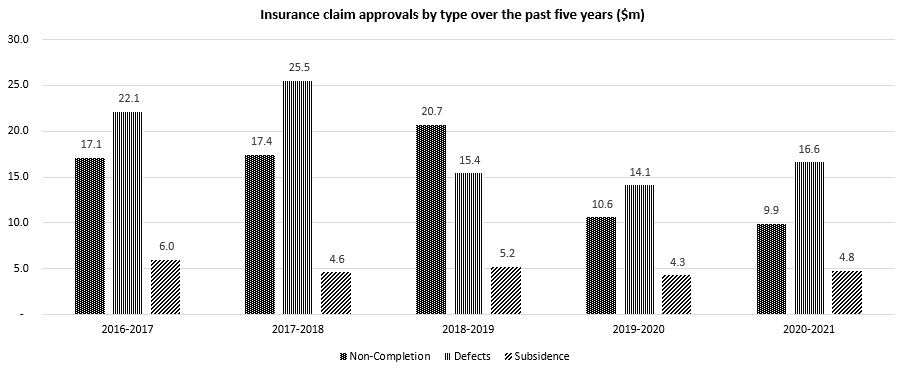 Insurance claim approvals by type over the past five years ($m)
30.0
25.0
20.0
15.0
10.0
5.0
-
17.1 22.1 6.0
17.4 25.5 4.6
20.7 15.4 5.2
10.6 14.1 4.3
9.9 16.6 4.8
2016-2017 2017-2018 2018-2019 2019-2020 2020-2021
Non-Completion Defects Subsidence